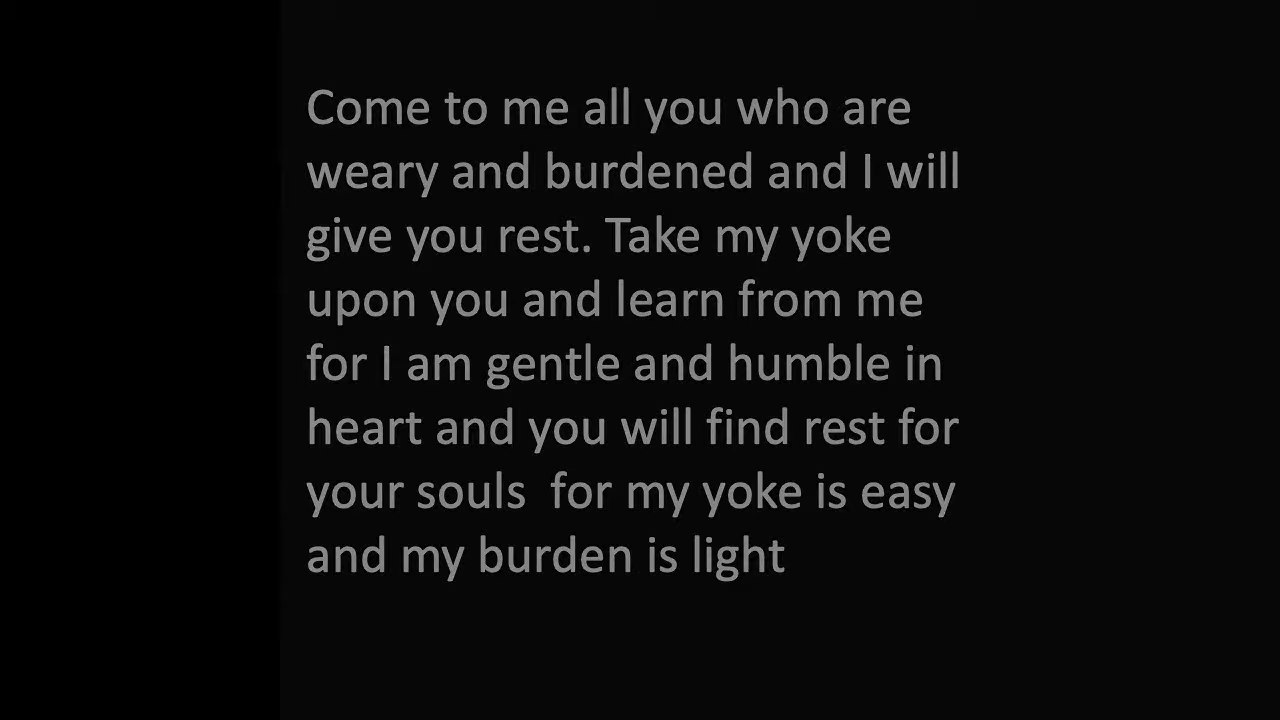 Come to me all you who are
weary and burdened and I will
give you rest. Take my yoke
upon you and learn from me
for I am gentle and humble in
heart and you will find rest for
your souls  for my yoke is easy
and my burden is light